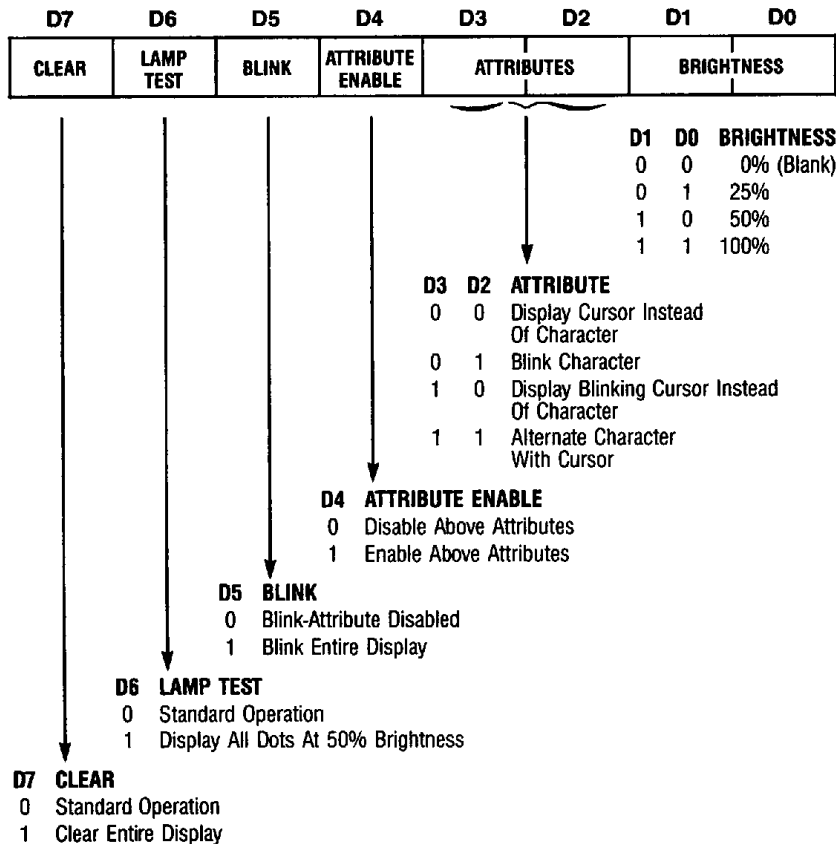 D7 D6 D5 D4 D3 D2 D1 D0
CLEAR LAMP TEST BLINK ATTRIBUTE ENABLE ATTRIBUTES BRIGHTNESS
D1 D0 BRIGHTNESS
0 0 0% (Blank)
0 1 25%
1 0 50%
1 1 100%
D3 D2 ATTRIBUTE
0 0 Display Cursor Instead
Of Character
0 1 Blink Character
1 0 Display Blinking Cursor Instead
Of Character
1 1 Alternate Character
With Cursor
D4 ATTRIBUTE ENABLE
0 Disable Above Attributes
1 Enable Above Attributes
D5 BLINK
0 Blink-Attribute Disabled
1 Blink Entire Display
D6 LAMP TEST
0 Standard Operation
1 Display All Dots At 50% Brightness
D7 CLEAR
0 Standard Operation
1 Clear Entire Display